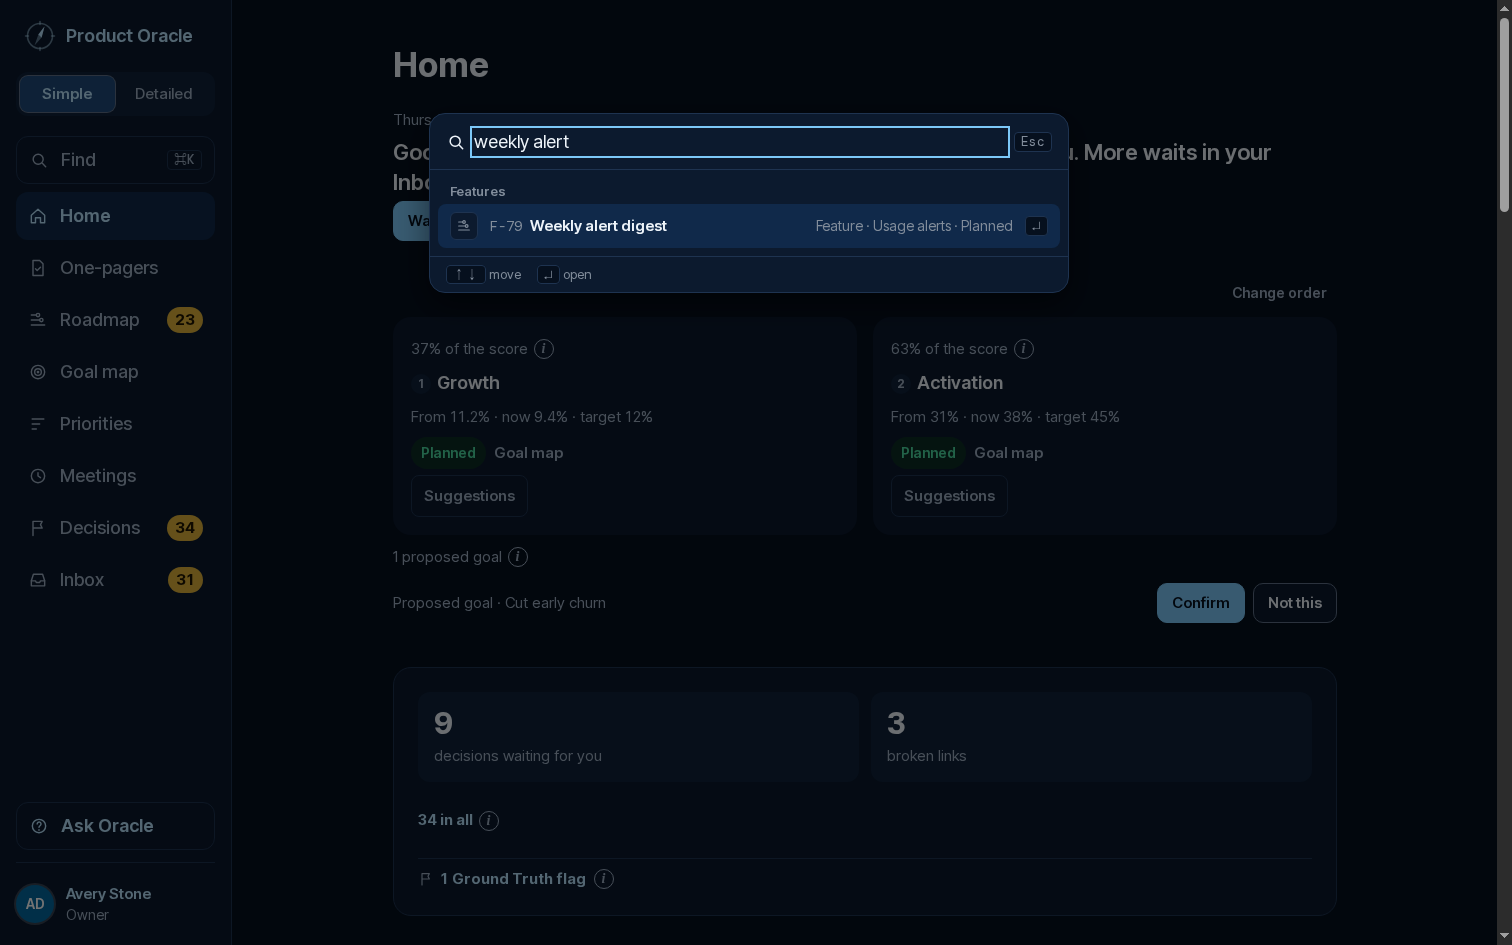 Product Oracle
Simple
Detailed
Find
⌘K
Home
One-pagers
Roadmap
23
Goal map
Priorities
Meetings
Decisions
34
Inbox
31
Ask Oracle
AD
Avery Stone
Owner
Home
weekly alert
Esc
More waits in your
Features
F-79 Weekly alert digest
Feature · Usage alerts · Planned
↑ ↓ move
open
Change order
37% of the score i
1 Growth
From 11.2% · now 9.4% · target 12%
Planned Goal map
Suggestions
63% of the score i
2 Activation
From 31% · now 38% · target 45%
Planned Goal map
Suggestions
1 proposed goal i
Proposed goal · Cut early churn
Confirm
Not this
9
decisions waiting for you
3
broken links
34 in all i
1 Ground Truth flag i